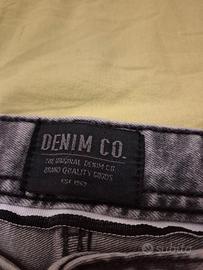 DENIM CO.
THE ORIGINAL DENIM CO.
BRAND QUALITY GOODS
subito